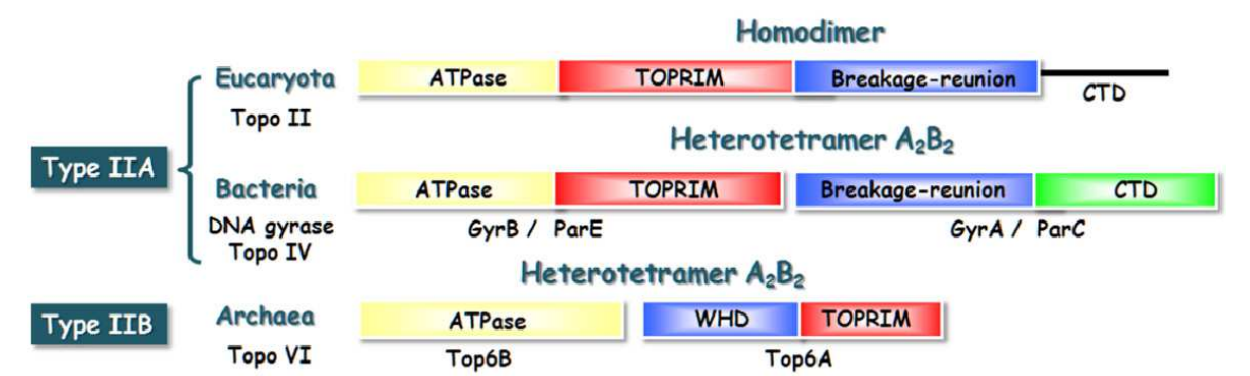 Homodimer
Eucaryota ATPase TOPRIM Breakage-reunion
CTD
Topo II
Heterotetramer A₂B₂
Type IIA
Bacteria ATPase TOPRIM Breakage-reunion CTD
DNA gyrase GyrB / ParE GyrA / ParC
Topo IV
Heterotetramer A₂B₂
Type IIB Archaea ATPase WHD TOPRIM
Topo VI Top6B Top6A